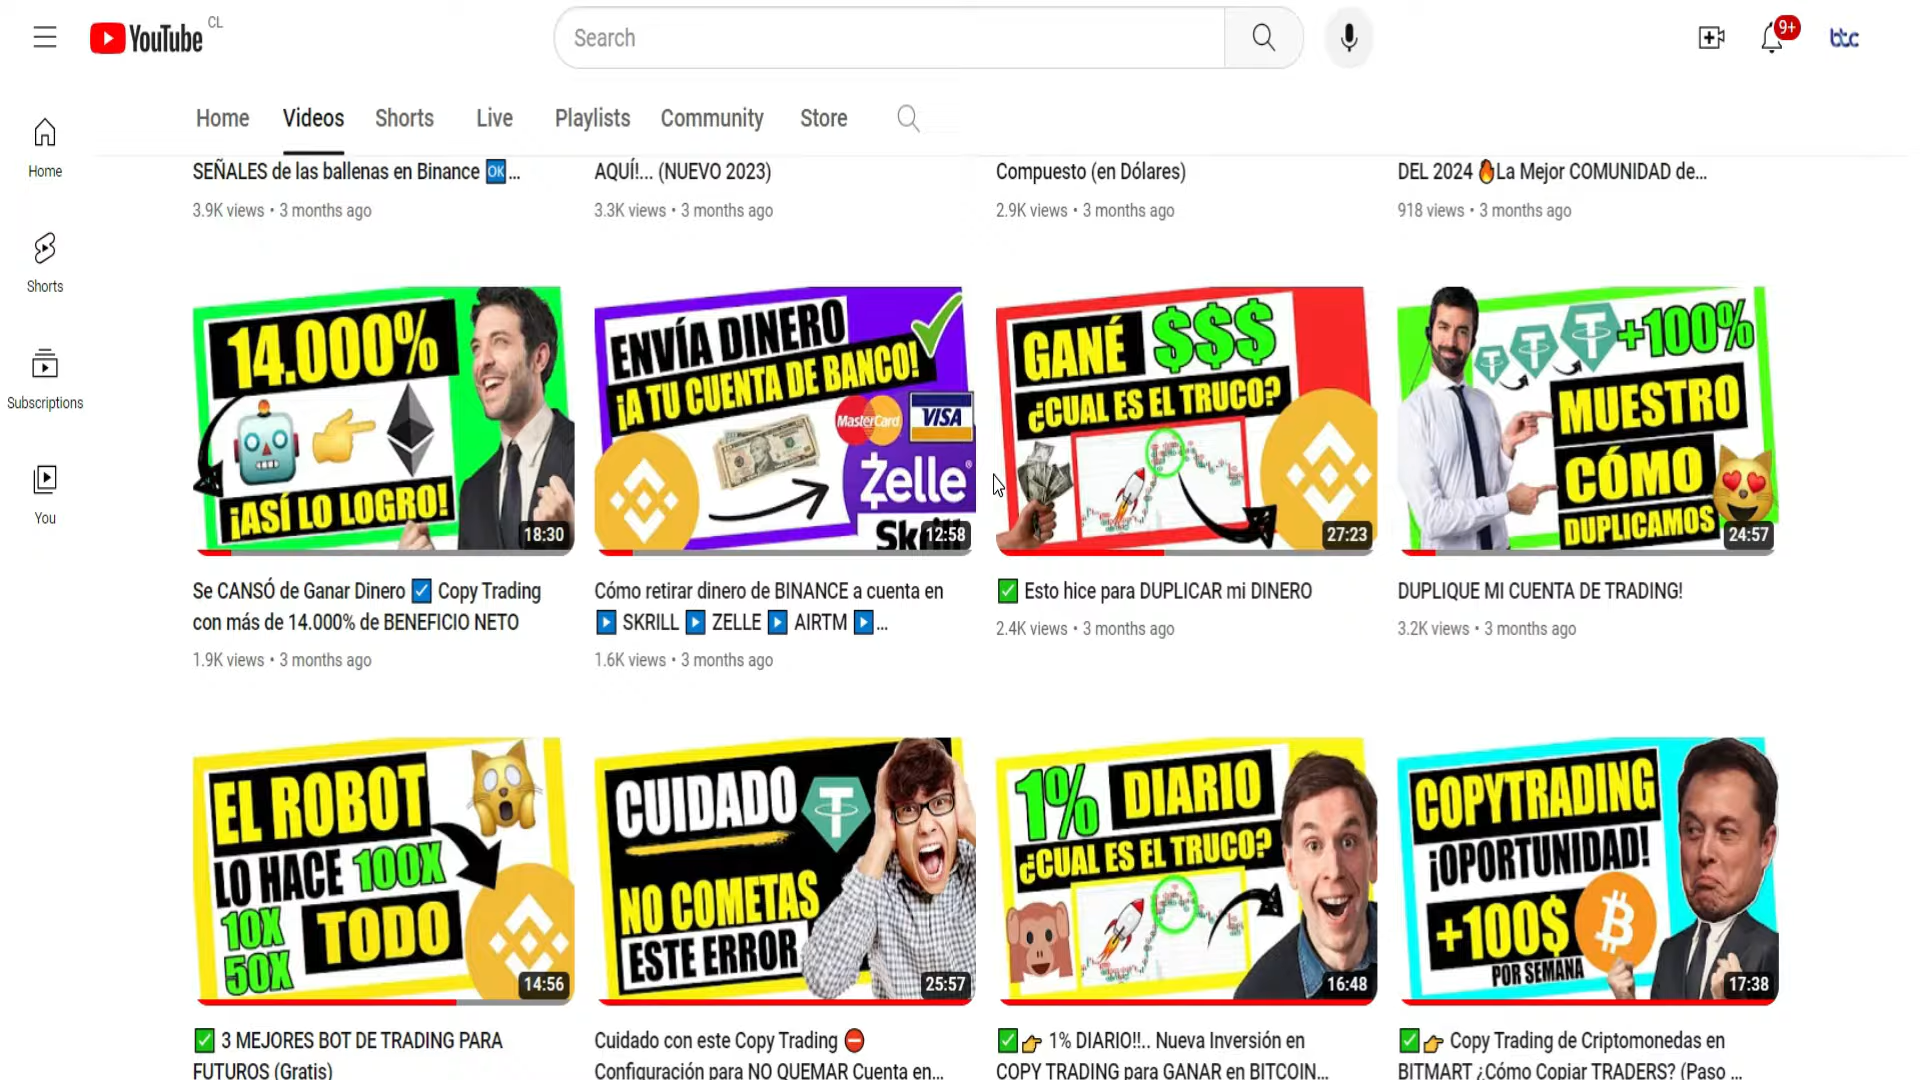 YouTube CL
Search
9+
btc
Home
Videos
Shorts
Live
Playlists
Community
Store
Home
Shorts
Subscriptions
You
SEÑALES de las ballenas en Binance 🆗...
3.9K views • 3 months ago
AQUÍ!... (NUEVO 2023)
3.3K views • 3 months ago
Compuesto (en Dólares)
2.9K views • 3 months ago
DEL 2024 🔥La Mejor COMUNIDAD de...
918 views • 3 months ago
14.000%
¡ASÍ LO LOGRO!
18:30
Se CANSÓ de Ganar Dinero ☑️ Copy Trading
con más de 14.000% de BENEFICIO NETO
1.9K views • 3 months ago
ENVÍA DINERO
¡A TU CUENTA DE BANCO!
MasterCard
VISA
Zelle®
Skrill
12:58
Cómo retirar dinero de BINANCE a cuenta en
▶️ SKRILL ▶️ ZELLE ▶️ AIRTM ▶️...
1.6K views • 3 months ago
GANÉ $$$
¿CUAL ES EL TRUCO?
27:23
✅ Esto hice para DUPLICAR mi DINERO
2.4K views • 3 months ago
+100%
MUESTRO
CÓMO
DUPLICAMOS
24:57
DUPLIQUE MI CUENTA DE TRADING!
3.2K views • 3 months ago
EL ROBOT
LO HACE 100X
10X
50X
TODO
14:56
✅ 3 MEJORES BOT DE TRADING PARA
FUTUROS (Gratis)
CUIDADO
NO COMETAS
ESTE ERROR
25:57
Cuidado con este Copy Trading ⛔
Configuración para NO QUEMAR Cuenta en...
1% DIARIO
¿CUAL ES EL TRUCO?
16:48
✅👉 1% DIARIO!!.. Nueva Inversión en
COPY TRADING para GANAR en BITCOIN...
COPYTRADING
¡OPORTUNIDAD!
+100$
POR SEMANA
17:38
✅👉 Copy Trading de Criptomonedas en
BITMART ¿Cómo Copiar TRADERS? (Paso ...